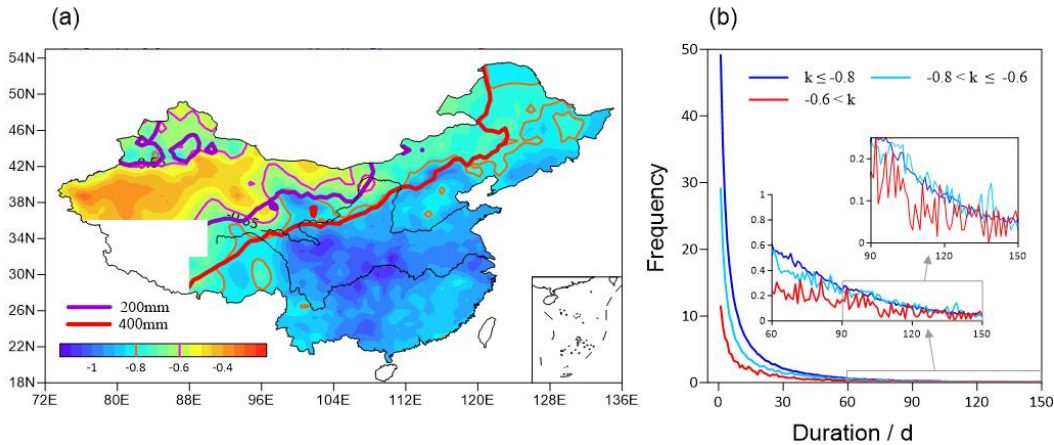 (a)
54N
50N
46N
42N
38N
34N
30N
26N
22N
18N
200mm
400mm
-1 -0.8 -0.6 -0.4
72E 80E 88E 96E 104E 112E 120E 128E 136E
(b)
Frequency
50
40
30
20
10
0
k ≤ -0.8 -0.8 < k ≤ -0.6
-0.6 < k
0.2
0.1
0
90 120 150
1
0.8
0.6
0.4
0.2
0
60 90 120 150
0 30 60 90 120 150
Duration / d